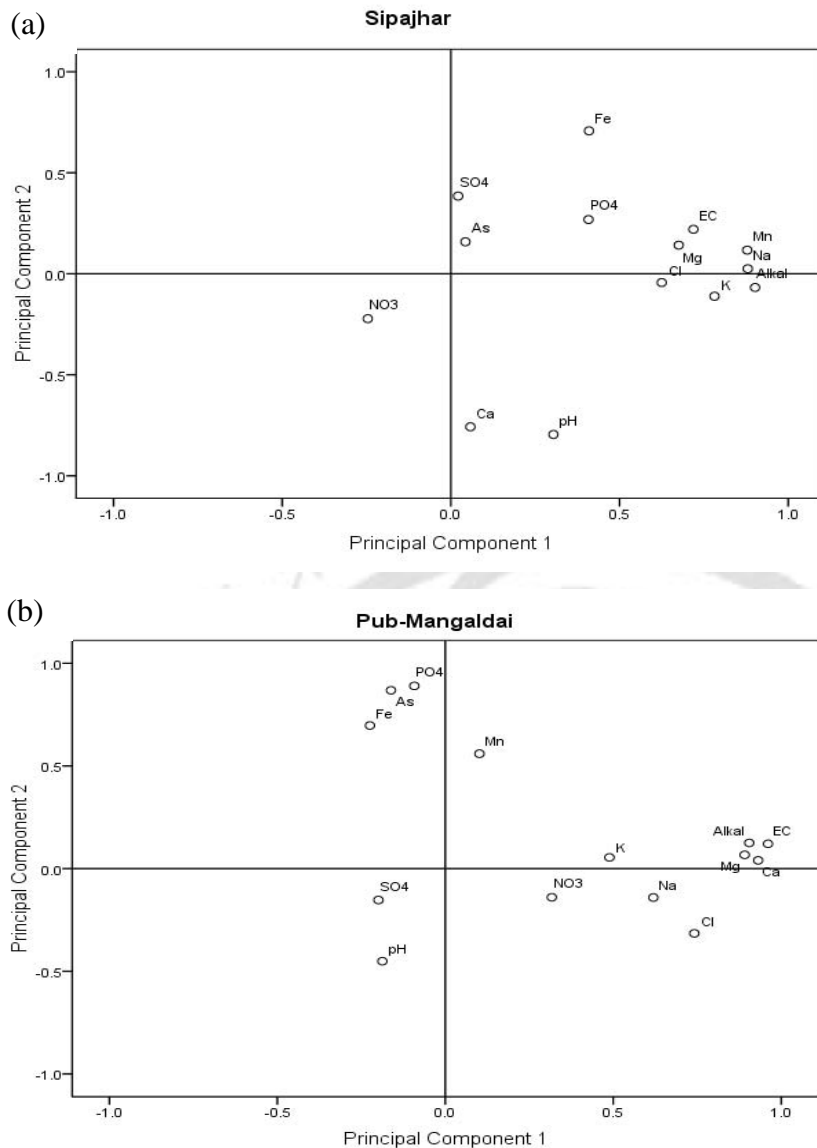 (a)
Sipajhar
Principal Component 2
1.0
0.5
0.0
-0.5
-1.0
Fe
SO4
PO4
As
EC
Mn
Mg
Na
Cl
Alkal
K
NO3
Ca
pH
-1.0
-0.5
0.0
0.5
1.0
Principal Component 1
(b)
Pub-Mangaldai
Principal Component 2
1.0
0.5
0.0
-0.5
-1.0
PO4
As
Fe
Mn
Alkal
EC
K
Mg
Ca
SO4
NO3
Na
Cl
pH
-1.0
-0.5
0.0
0.5
1.0
Principal Component 1